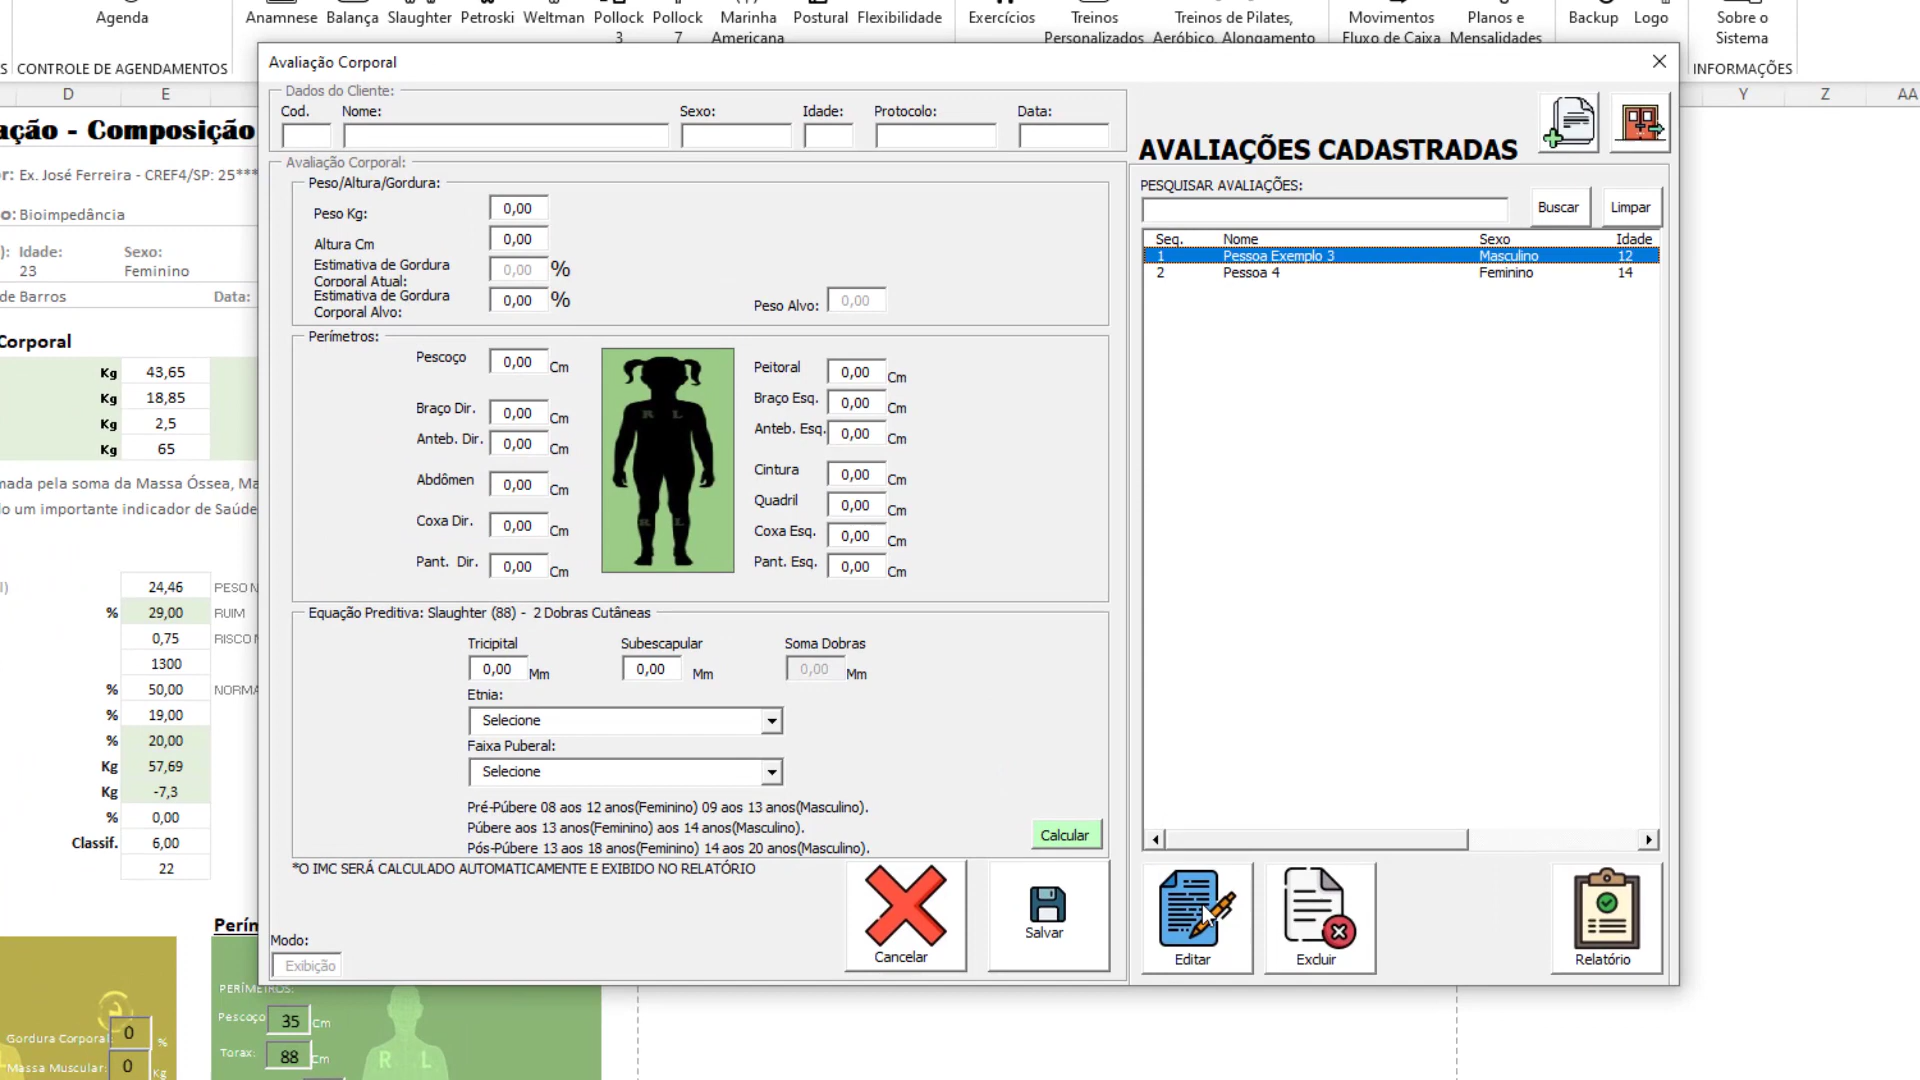 Agenda
Anamnese Balança Slaughter Petroski Weltman Pollock 3 Pollock 7 Marinha Americana Postural Flexibilidade
Exercícios Treinos Personalizados Treinos de Pilates, Aeróbico, Alongamento
Movimentos Fluxo de Caixa Planos e Mensalidades
Backup Logo
Sobre o Sistema
S CONTROLE DE AGENDAMENTOS
INFORMAÇÕES
D E Y Z AA
ação - Composição
or: Ex. José Ferreira - CREF4/SP: 25***
o: Bioimpedância
): Idade: Sexo:
23 Feminino
de Barros Data:
Corporal
Kg 43,65
Kg 18,85
Kg 2,5
Kg 65
mada pela soma da Massa Óssea, Ma
o um importante indicador de Saúde
l) 24,46 PESO N
% 29,00 RUIM
0,75 RISCO M
1300
% 50,00 NORMA
% 19,00
% 20,00
Kg 57,69
Kg -7,3
% 0,00
Classif. 6,00
22
Perím
Gordura Corporal: 0 %
Massa Muscular: 0 Kg
PERÍMETROS:
Pescoço: 35 Cm
Torax: 88 Cm
R L
Avaliação Corporal
Dados do Cliente:
Cod. Nome: Sexo: Idade: Protocolo: Data:
Avaliação Corporal:
Peso/Altura/Gordura:
Peso Kg: 0,00
Altura Cm 0,00
Estimativa de Gordura Corporal Atual: 0,00 %
Estimativa de Gordura Corporal Alvo: 0,00 %
Peso Alvo: 0,00
Perímetros:
Pescoço 0,00 Cm
Braço Dir. 0,00 Cm
Anteb. Dir. 0,00 Cm
Abdômen 0,00 Cm
Coxa Dir. 0,00 Cm
Pant. Dir. 0,00 Cm
R L
R L
Peitoral 0,00 Cm
Braço Esq. 0,00 Cm
Anteb. Esq. 0,00 Cm
Cintura 0,00 Cm
Quadril 0,00 Cm
Coxa Esq. 0,00 Cm
Pant. Esq. 0,00 Cm
Equação Preditiva: Slaughter (88) - 2 Dobras Cutâneas
Tricipital Subescapular Soma Dobras
0,00 Mm 0,00 Mm 0,00 Mm
Etnia:
Selecione
Faixa Puberal:
Selecione
Pré-Púbere 08 aos 12 anos(Feminino) 09 aos 13 anos(Masculino).
Púbere aos 13 anos(Feminino) aos 14 anos(Masculino).
Pós-Púbere 13 aos 18 anos(Feminino) 14 aos 20 anos(Masculino).
Calcular
*O IMC SERÁ CALCULADO AUTOMATICAMENTE E EXIBIDO NO RELATÓRIO
Modo:
Exibição
Cancelar
Salvar
AVALIAÇÕES CADASTRADAS
PESQUISAR AVALIAÇÕES:
Buscar Limpar
Seq. Nome Sexo Idade
1 Pessoa Exemplo 3 Masculino 12
2 Pessoa 4 Feminino 14
Editar
Excluir
Relatório